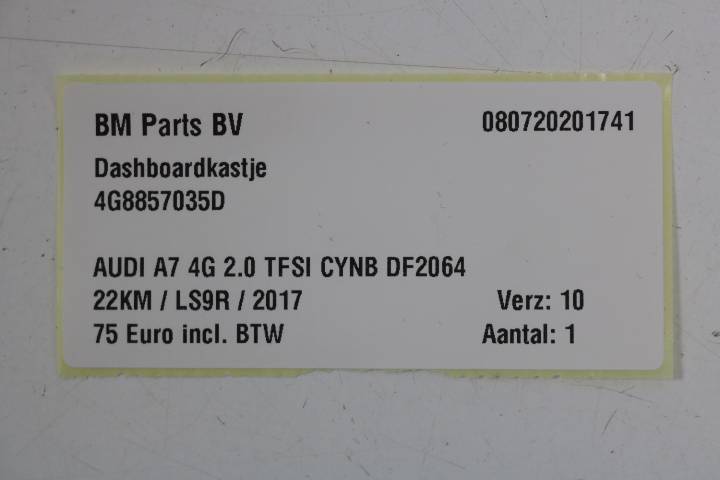 BM Parts BV 080720201741
Dashboardkastje
4G8857035D
AUDI A7 4G 2.0 TFSI CYNB DF2064
22KM / LS9R / 2017 Verz: 10
75 Euro incl. BTW Aantal: 1